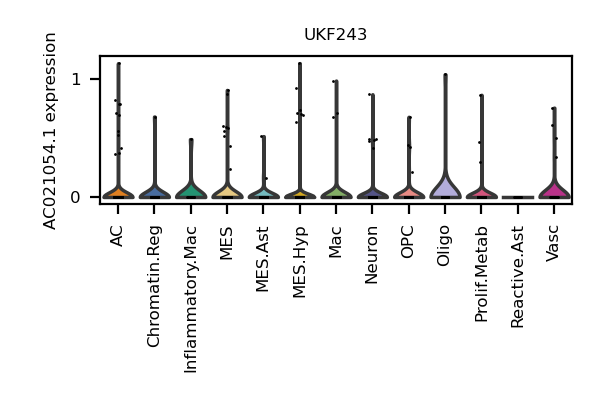 UKF243
AC021054.1 expression
1
0
AC
Chromatin.Reg
Inflammatory.Mac
MES
MES.Ast
MES.Hyp
Mac
Neuron
OPC
Oligo
Prolif.Metab
Reactive.Ast
Vasc